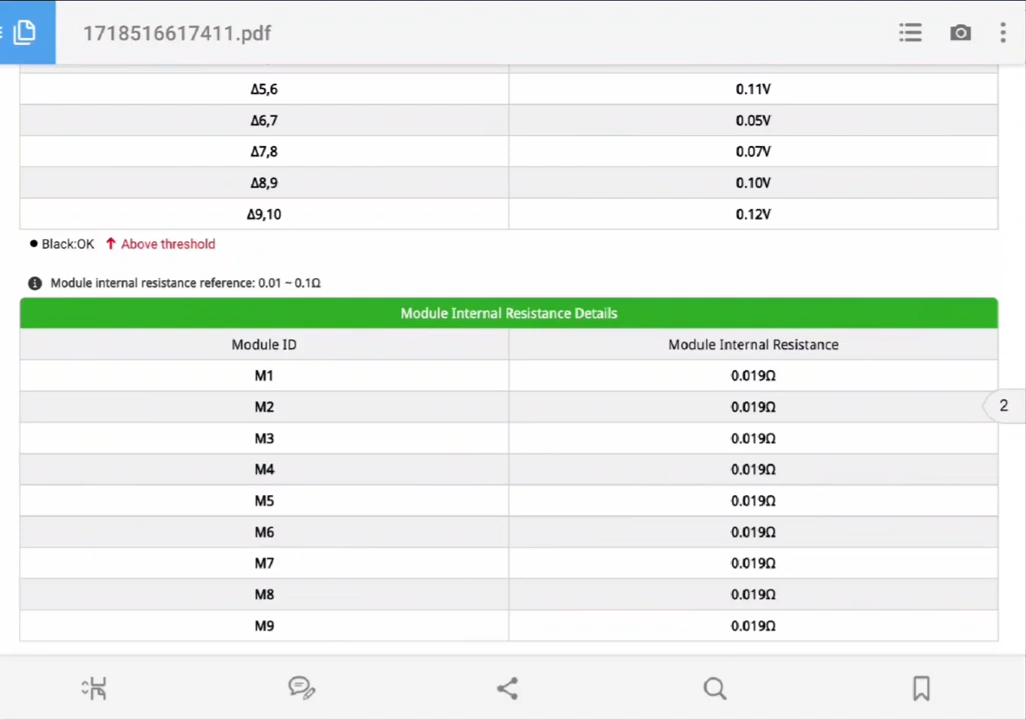 1718516617411.pdf
Δ5,6 0.11V
Δ6,7 0.05V
Δ7,8 0.07V
Δ8,9 0.10V
Δ9,10 0.12V
● Black:OK ↑ Above threshold
Module internal resistance reference: 0.01 ~ 0.1Ω
Module Internal Resistance Details
Module ID Module Internal Resistance
M1 0.019Ω
M2 0.019Ω
2
M3 0.019Ω
M4 0.019Ω
M5 0.019Ω
M6 0.019Ω
M7 0.019Ω
M8 0.019Ω
M9 0.019Ω